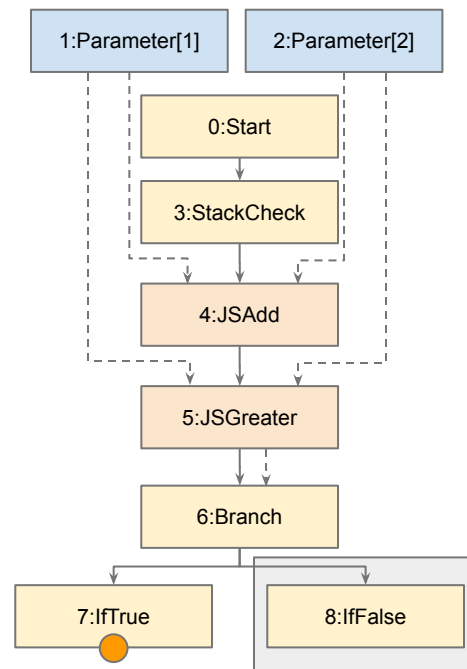 1:Parameter[1]
2:Parameter[2]
0:Start
3:StackCheck
4:JSAdd
5:JSGreater
6:Branch
7:IfTrue
8:IfFalse